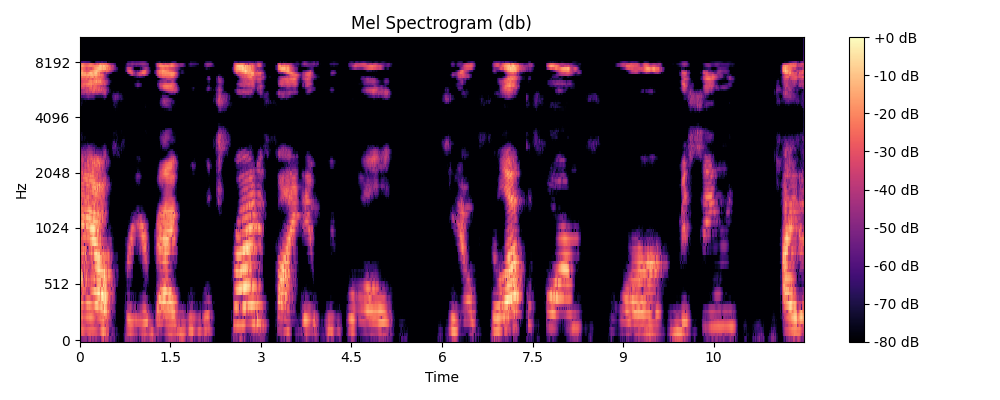 Mel Spectrogram (db)
8192
4096
2048
1024
512
0
Hz
0 1.5 3 4.5 6 7.5 9 10
Time
+0 dB
-10 dB
-20 dB
-30 dB
-40 dB
-50 dB
-60 dB
-70 dB
-80 dB